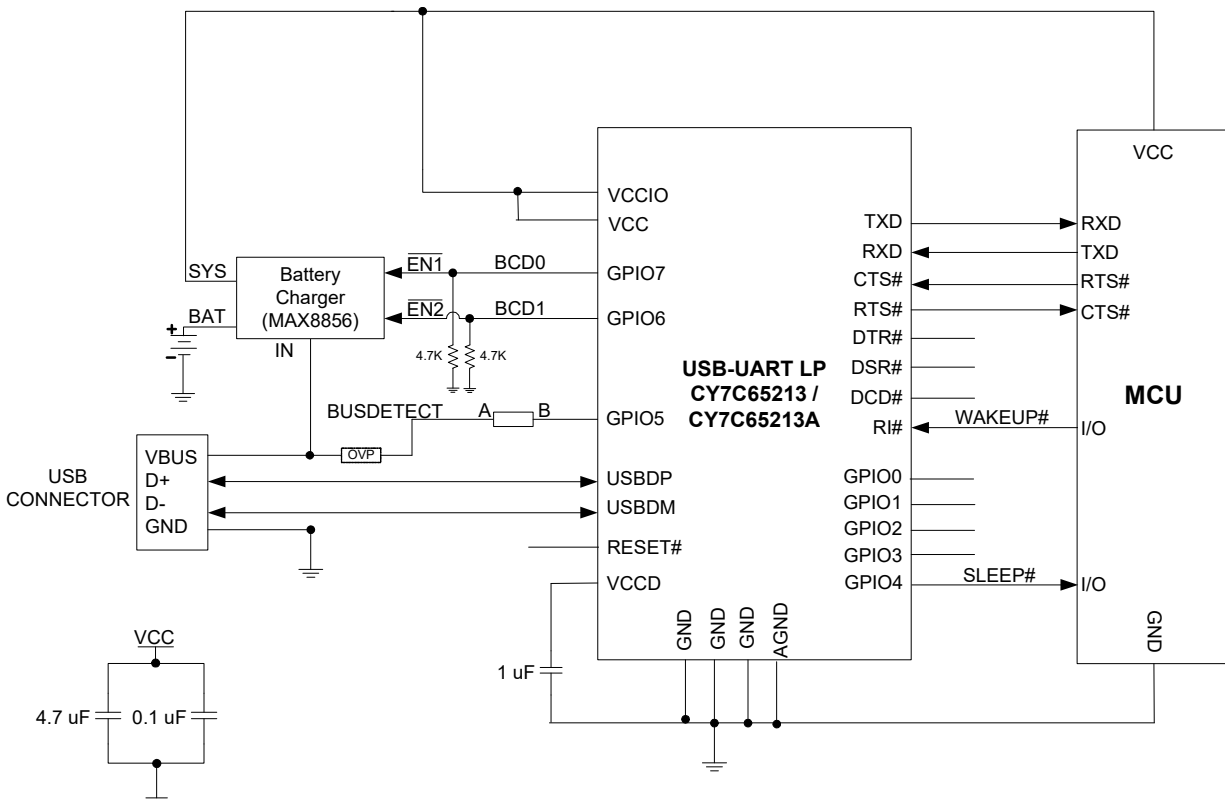 VCC
VCCIO
VCC
TXD
RXD
RXD
TXD
CTS#
RTS#
RTS#
CTS#
DTR#
DSR#
DCD#
RI#
WAKEUP#
I/O
GPIO0
GPIO1
GPIO2
GPIO3
GPIO4
SLEEP#
I/O
MCU
GND
SYS
BAT
+
-
Battery
Charger
(MAX8856)
IN
EN1
BCD0
GPIO7
EN2
BCD1
GPIO6
4.7K
4.7K
USB-UART LP
CY7C65213 /
CY7C65213A
BUSDETECT
A
B
GPIO5
OVP
USB
CONNECTOR
VBUS
D+
D-
GND
USBDP
USBDM
RESET#
VCCD
GND
GND
GND
AGND
1 uF
VCC
4.7 uF
0.1 uF